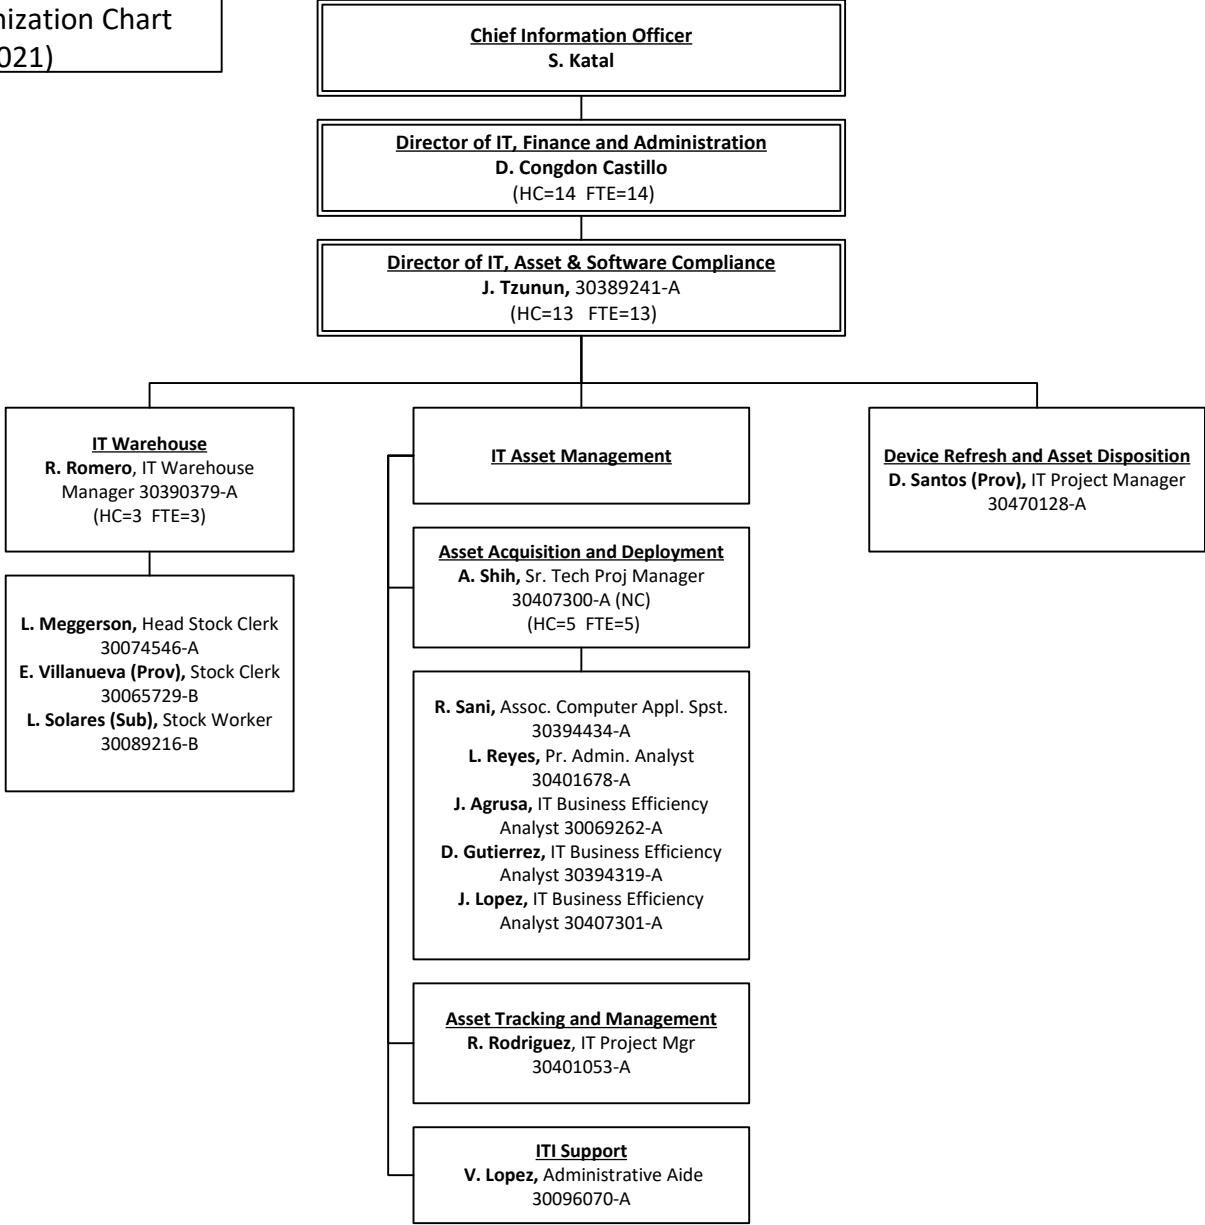 nization Chart
021)
Chief Information Officer
S. Katal
Director of IT, Finance and Administration
D. Congdon Castillo
(HC=14 FTE=14)
Director of IT, Asset & Software Compliance
J. Tzunun, 30389241-A
(HC=13 FTE=13)
IT Warehouse
R. Romero, IT Warehouse
Manager 30390379-A
(HC=3 FTE=3)
L. Meggerson, Head Stock Clerk
30074546-A
E. Villanueva (Prov), Stock Clerk
30065729-B
L. Solares (Sub), Stock Worker
30089216-B
IT Asset Management
Asset Acquisition and Deployment
A. Shih, Sr. Tech Proj Manager
30407300-A (NC)
(HC=5 FTE=5)
R. Sani, Assoc. Computer Appl. Spst.
30394434-A
L. Reyes, Pr. Admin. Analyst
30401678-A
J. Agrusa, IT Business Efficiency
Analyst 30069262-A
D. Gutierrez, IT Business Efficiency
Analyst 30394319-A
J. Lopez, IT Business Efficiency
Analyst 30407301-A
Asset Tracking and Management
R. Rodriguez, IT Project Mgr
30401053-A
ITI Support
V. Lopez, Administrative Aide
30096070-A
Device Refresh and Asset Disposition
D. Santos (Prov), IT Project Manager
30470128-A